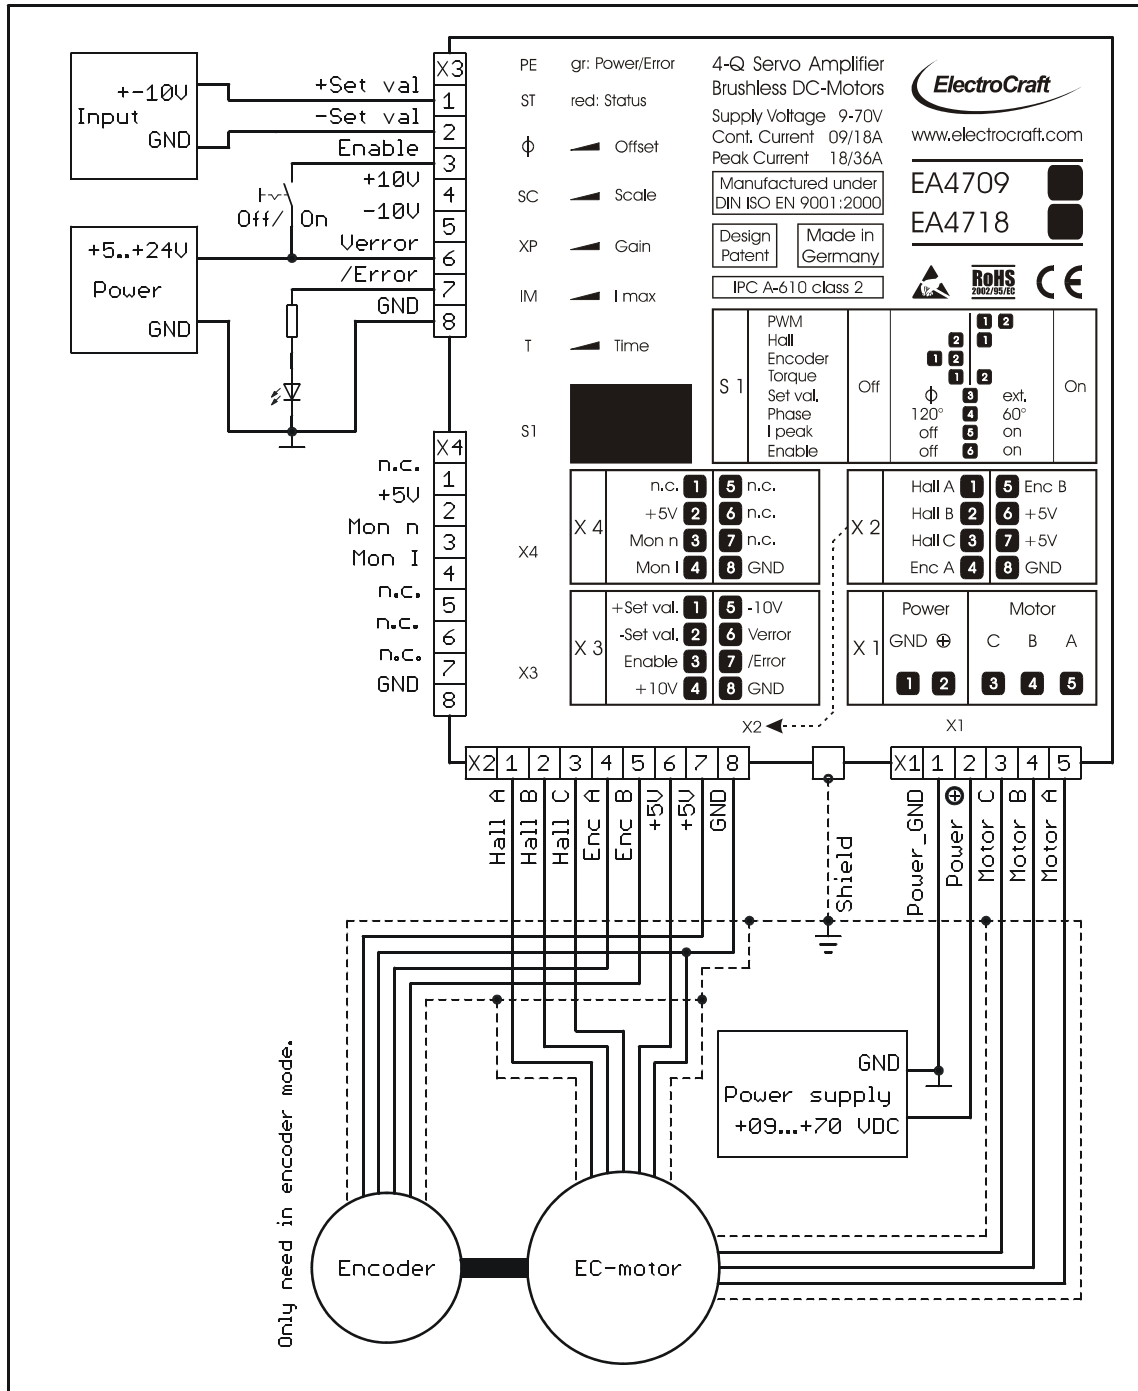 +-10V
Input
GND
+Set val
-Set val
Enable
+10V
-10V
Verror
/Error
GND
Off/ On
+5..+24V
Power
GND
X3
1
2
3
4
5
6
7
8
n.c.
+5V
Mon n
Mon I
n.c.
n.c.
n.c.
GND
X4
1
2
3
4
5
6
7
8
PE gr: Power/Error
ST red: Status
ϕ Offset
SC Scale
XP Gain
IM I max
T Time
S1
X4
X3
4-Q Servo Amplifier
Brushless DC-Motors
Supply Voltage 9-70V
Cont. Current 09/18A
Peak Current 18/36A
Manufactured under
DIN ISO EN 9001:2000
Design
Patent
Made in
Germany
IPC A-610 class 2
ElectroCraft
www.electrocraft.com
EA4709
EA4718
RoHS
2002/95/EC
CE
S 1
Off
On
PWM 1 2
Hall 2 1
Encoder 1 2
Torque 1 2
Set val. ϕ 3 ext.
Phase 120° 4 60°
I peak off 5 on
Enable off 6 on
X 4
n.c. 1 5 n.c.
+5V 2 6 n.c.
Mon n 3 7 n.c.
Mon I 4 8 GND
X 2
Hall A 1 5 Enc B
Hall B 2 6 +5V
Hall C 3 7 +5V
Enc A 4 8 GND
X 3
+Set val. 1 5 -10V
-Set val. 2 6 Verror
Enable 3 7 /Error
+10V 4 8 GND
X 1
Power Motor
GND ⊕ C B A
1 2 3 4 5
X2
X1
X2 1 2 3 4 5 6 7 8
X1 1 2 3 4 5
Hall A
Hall B
Hall C
Enc A
Enc B
+5V
+5V
GND
Shield
Power_GND
Power ⊕
Motor C
Motor B
Motor A
GND
Power supply
+09...+70 VDC
Only need in encoder mode.
Encoder
EC-motor